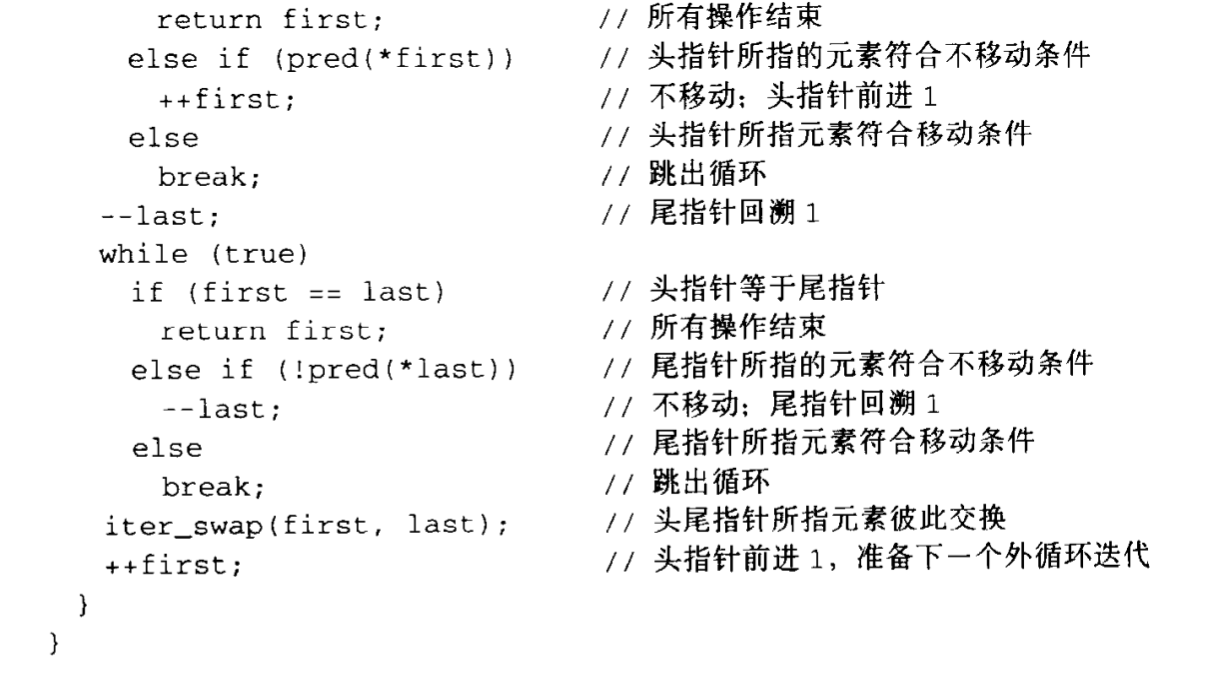 return first; // 所有操作结束
else if (pred(*first)) // 头指针所指的元素符合不移动条件
++first; // 不移动；头指针前进 1
else // 头指针所指元素符合移动条件
break; // 跳出循环
--last; // 尾指针回溯 1
while (true)
if (first == last) // 头指针等于尾指针
return first; // 所有操作结束
else if (!pred(*last)) // 尾指针所指的元素符合不移动条件
--last; // 不移动；尾指针回溯 1
else // 尾指针所指元素符合移动条件
break; // 跳出循环
iter_swap(first, last); // 头尾指针所指元素彼此交换
++first; // 头指针前进 1，准备下一个外循环迭代
}
}